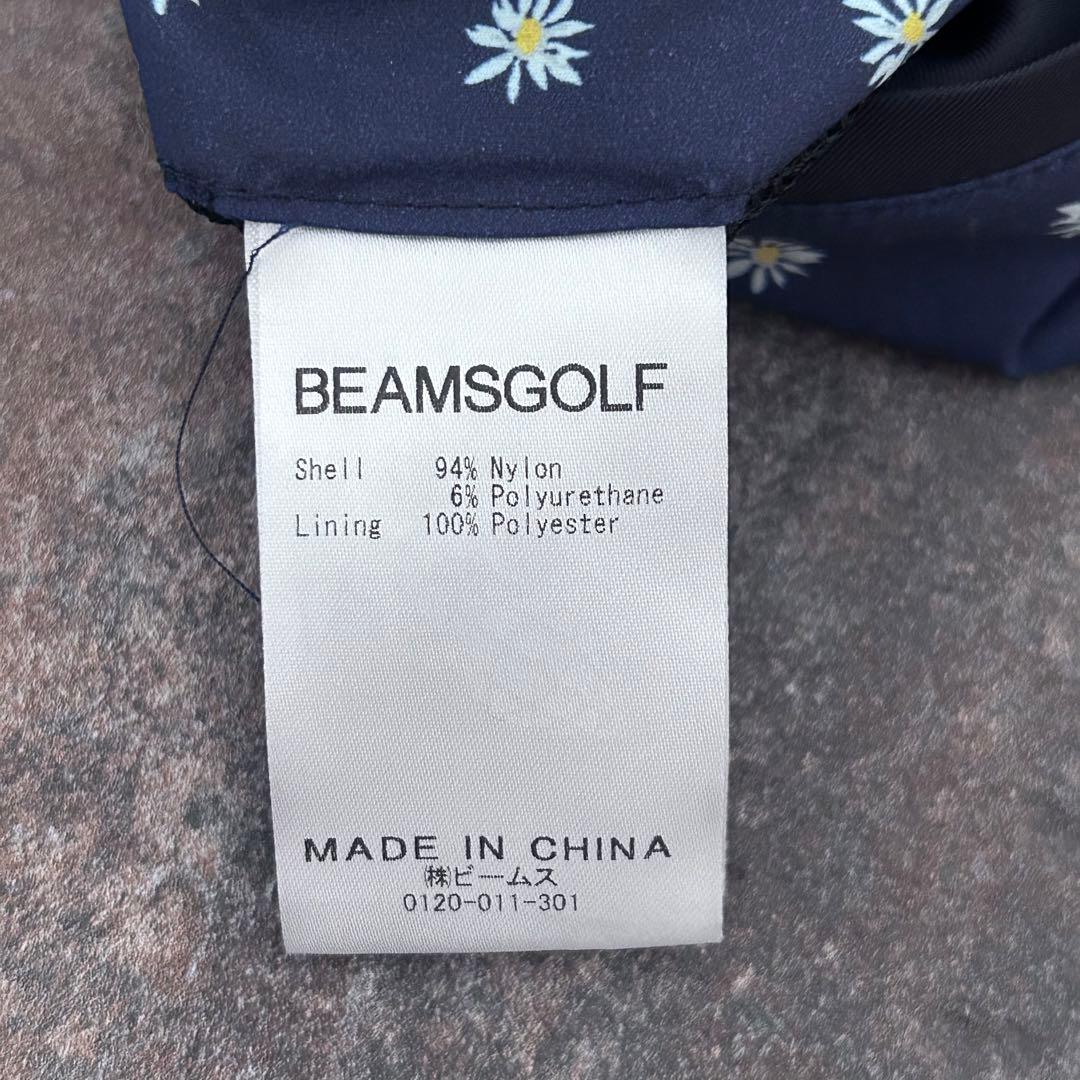 BEAMSGOLF
Shell 94% Nylon
6% Polyurethane
Lining 100% Polyester
MADE IN CHINA
㈱ビームス
0120-011-301